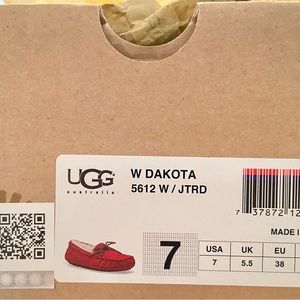 UGG
australia
W DAKOTA
5612 W / JTRD
7 37872 12
MADE I
7
USA UK EU
7 5.5 38